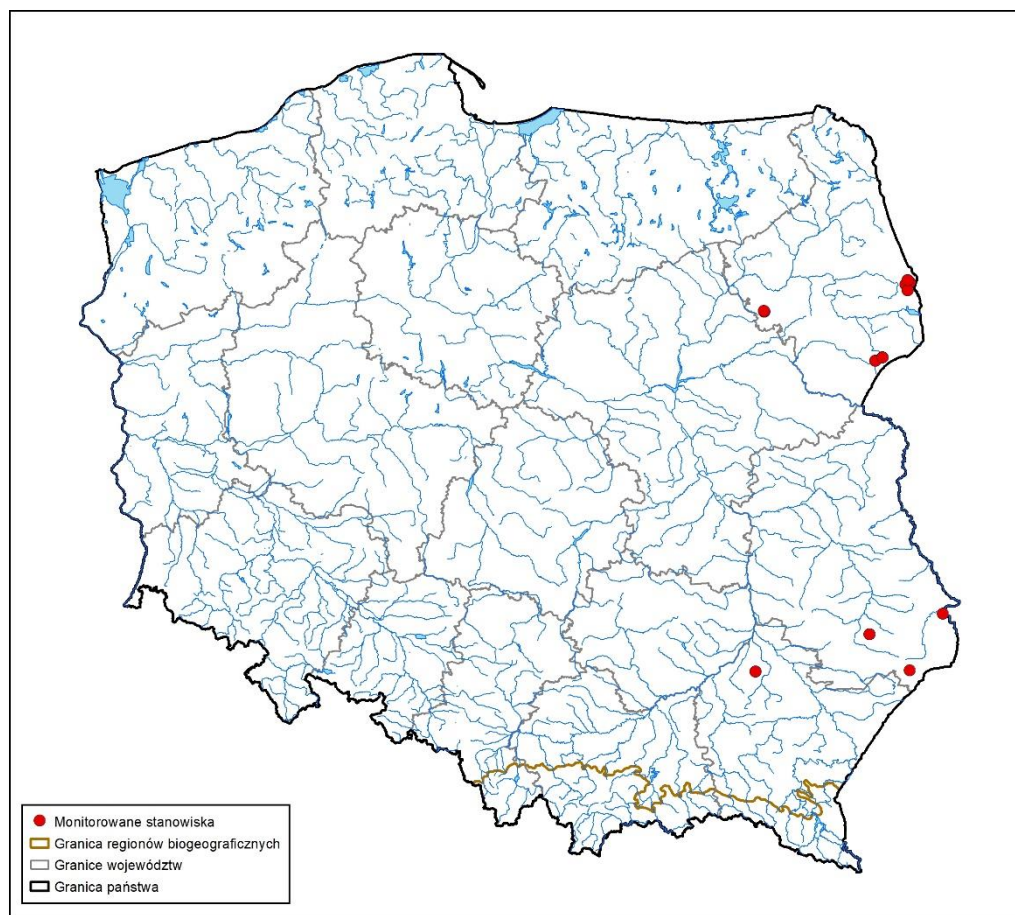 Monitorowane stanowiska
Granica regionów biogeograficznych
Granice województw
Granica państwa